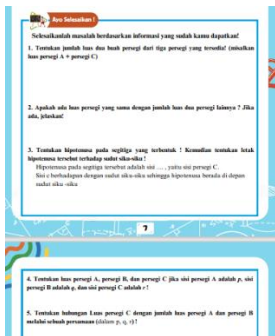 Ayo Selesaikan !
Selesaikanlah masalah berdasarkan informasi yang sudah kamu dapatkan!
1. Tentukan jumlah luas dua buah persegi dari tiga persegi yang tersedia! (misalkan
luas persegi A + persegi C)
2. Apakah ada luas persegi yang sama dengan jumlah luas dua persegi lainnya ? Jika
ada, jelaskan!
3. Tentukan hipotenusa pada segitiga yang terbentuk ! Kemudian tentukan letak
hipotenusa tersebut terhadap sudut siku-siku !
Hipotenusa pada segitiga tersebut adalah sisi ... , yaitu sisi persegi C.
Sisi c berhadapan dengan sudut siku-siku sehingga hipotenusa berada di depan
sudut siku -siku
7
4. Tentukan luas persegi A, persegi B, dan persegi C jika sisi persegi A adalah p, sisi
persegi B adalah q, dan sisi persegi C adalah r !
5. Tentukan hubungan Luas persegi C dengan jumlah luas persegi A dan persegi B
melalui sebuah persamaan (dalam p, q, r) !